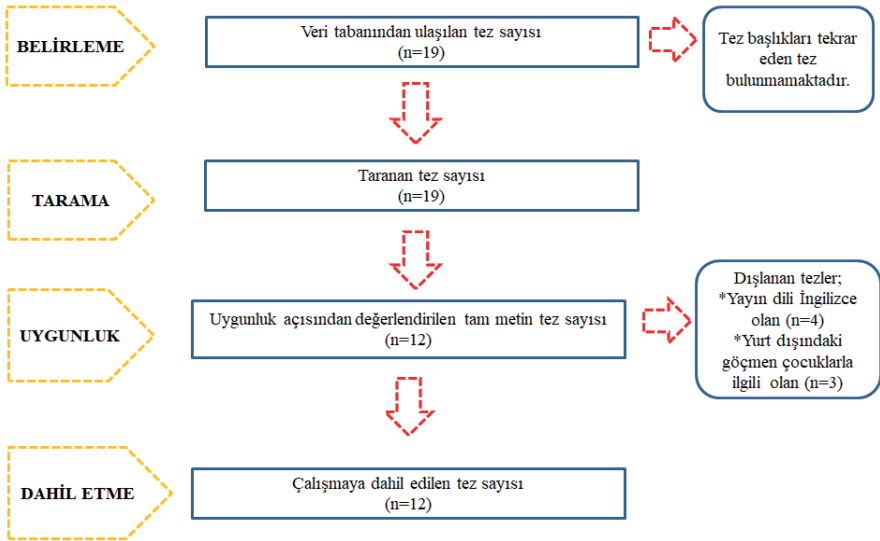 BELİRLEME
Veri tabanından ulaşılan tez sayısı
(n=19)
Tez başlıkları tekrar
eden tez
bulunmamaktadır.
TARAMA
Taranan tez sayısı
(n=19)
UYGUNLUK
Uygunluk açısından değerlendirilen tam metin tez sayısı
(n=12)
Dışlanan tezler;
*Yayın dili İngilizce
olan (n=4)
*Yurt dışındaki
göçmen çocuklarla
ilgili olan (n=3)
DAHİL ETME
Çalışmaya dahil edilen tez sayısı
(n=12)